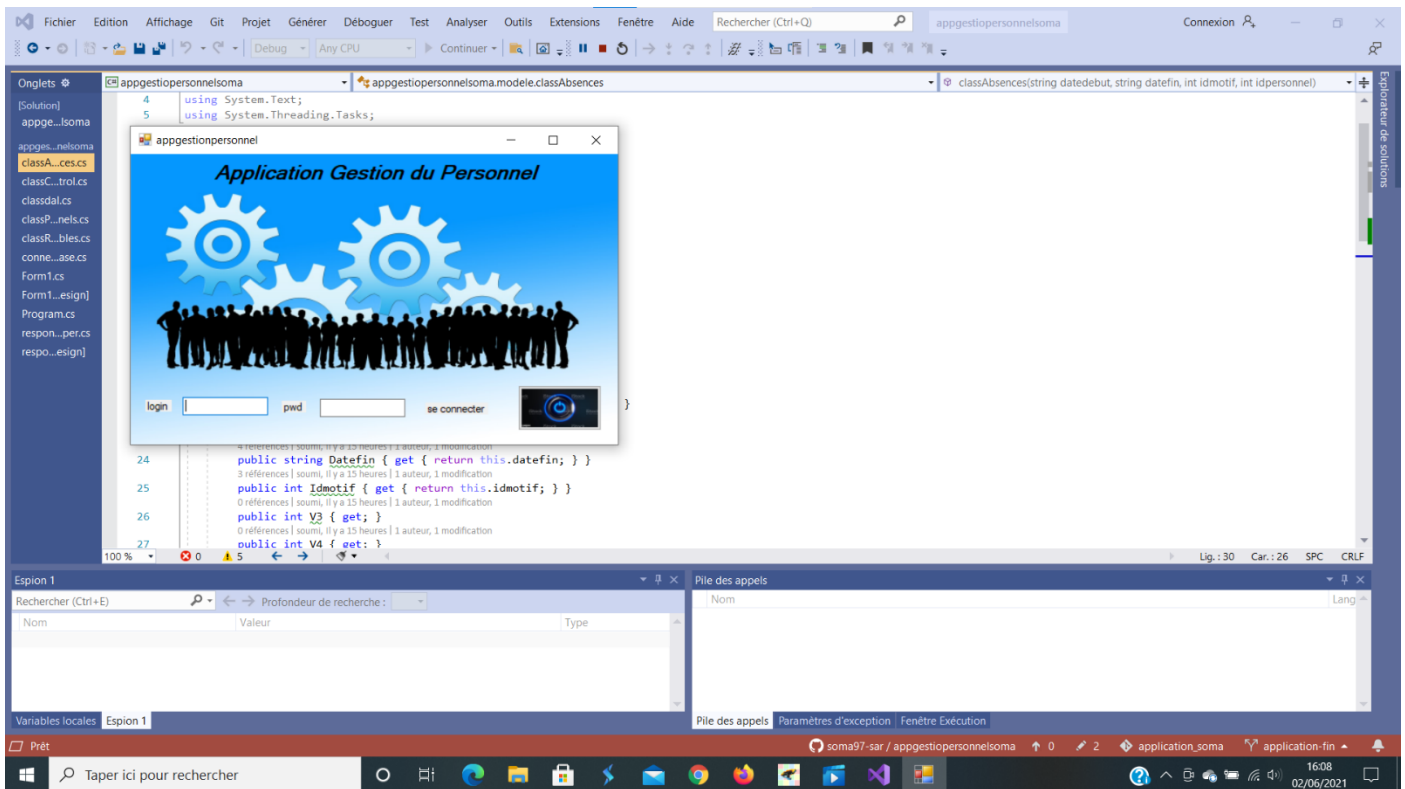 Fichier Edition Affichage Git Projet Générer Déboguer Test Analyser Outils Extensions Fenêtre Aide Rechercher (Ctrl+Q) appgestiopersonnelsoma Connexion
Debug Any CPU Continuer
Onglets appgestiopersonnelsoma appgestiopersonnelsoma.modele.classAbsences classAbsences(string datedebut, string datefin, int idmotif, int idpersonnel)
Explorateur de solutions
[Solution]
appge...lsoma
appges...nelsoma
classA...ces.cs
classC...trol.cs
classdal.cs
classP...nels.cs
classR...bles.cs
conne...ase.cs
Form1.cs
Form1...esign]
Program.cs
respon...per.cs
respo...esign]
4 using System.Text;
5 using System.Threading.Tasks;
appgestionpersonnel
Application Gestion du Personnel
login pwd se connecter
}
4 références | soumi, Il y a 15 heures | 1 auteur, 1 modification
24 public string Datefin { get { return this.datefin; } }
3 références | soumi, Il y a 15 heures | 1 auteur, 1 modification
25 public int Idmotif { get { return this.idmotif; } }
0 références | soumi, Il y a 15 heures | 1 auteur, 1 modification
26 public int V3 { get; }
0 références | soumi, Il y a 15 heures | 1 auteur, 1 modification
27 public int V4 { get; }
100 % 0 5 Lig. : 30 Car. : 26 SPC CRLF
Espion 1
Rechercher (Ctrl+E) Profondeur de recherche :
Nom Valeur Type
Variables locales Espion 1
Pile des appels
Nom Lang
Pile des appels Paramètres d'exception Fenêtre Exécution
Prêt soma97-sar / appgestiopersonnelsoma 0 2 application_soma application-fin
Taper ici pour rechercher
16:08
02/06/2021